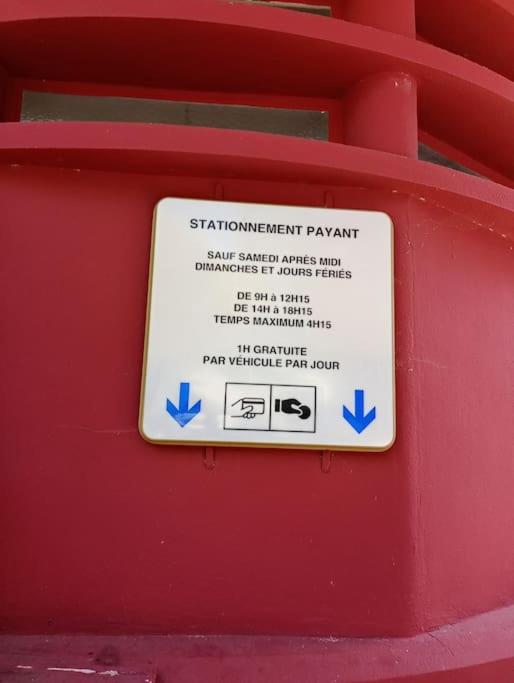 STATIONNEMENT PAYANT
SAUF SAMEDI APRÈS MIDI
DIMANCHES ET JOURS FÉRIÉS
DE 9H à 12H15
DE 14H à 18H15
TEMPS MAXIMUM 4H15
1H GRATUITE
PAR VÉHICULE PAR JOUR